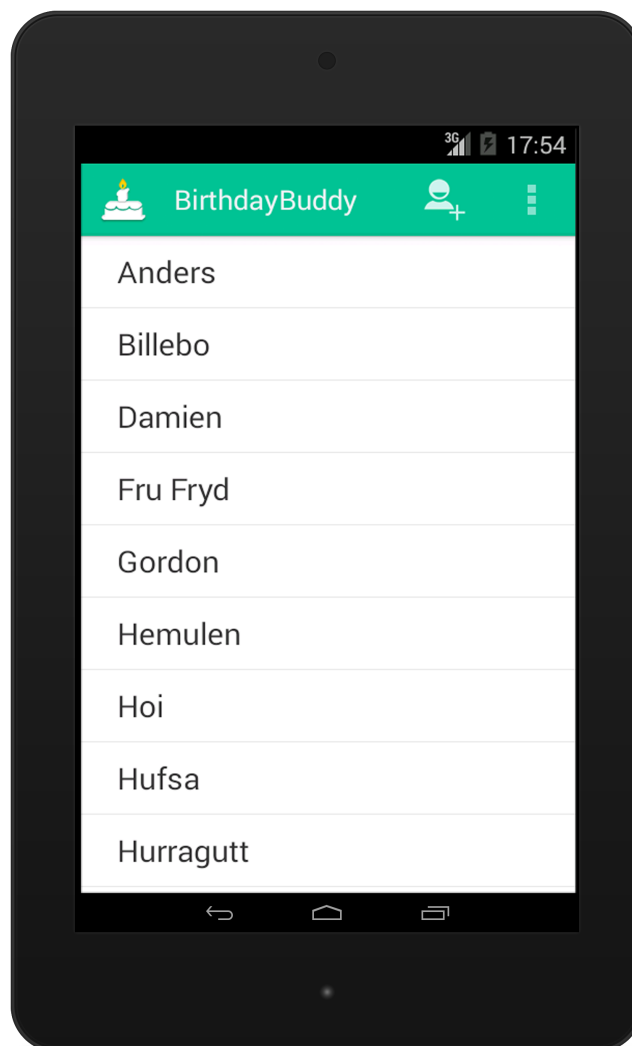 3G 17:54
BirthdayBuddy
Anders
Billebo
Damien
Fru Fryd
Gordon
Hemulen
Hoi
Hufsa
Hurragutt